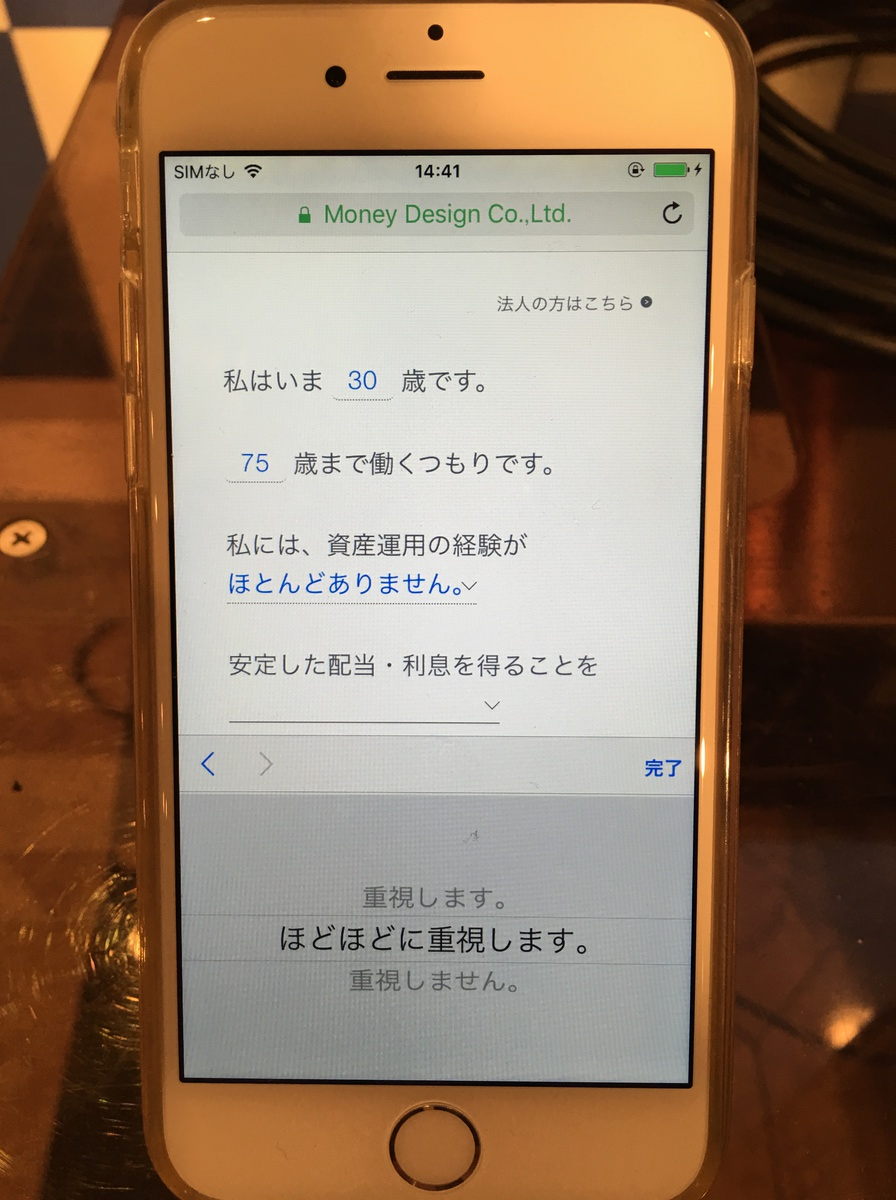 SIMなし 14:41
Money Design Co.,Ltd.
法人の方はこちら
私はいま 30 歳です。
75 歳まで働くつもりです。
私には、資産運用の経験が
ほとんどありません。
安定した配当・利息を得ることを
完了
重視します。
ほどほどに重視します。
重視しません。